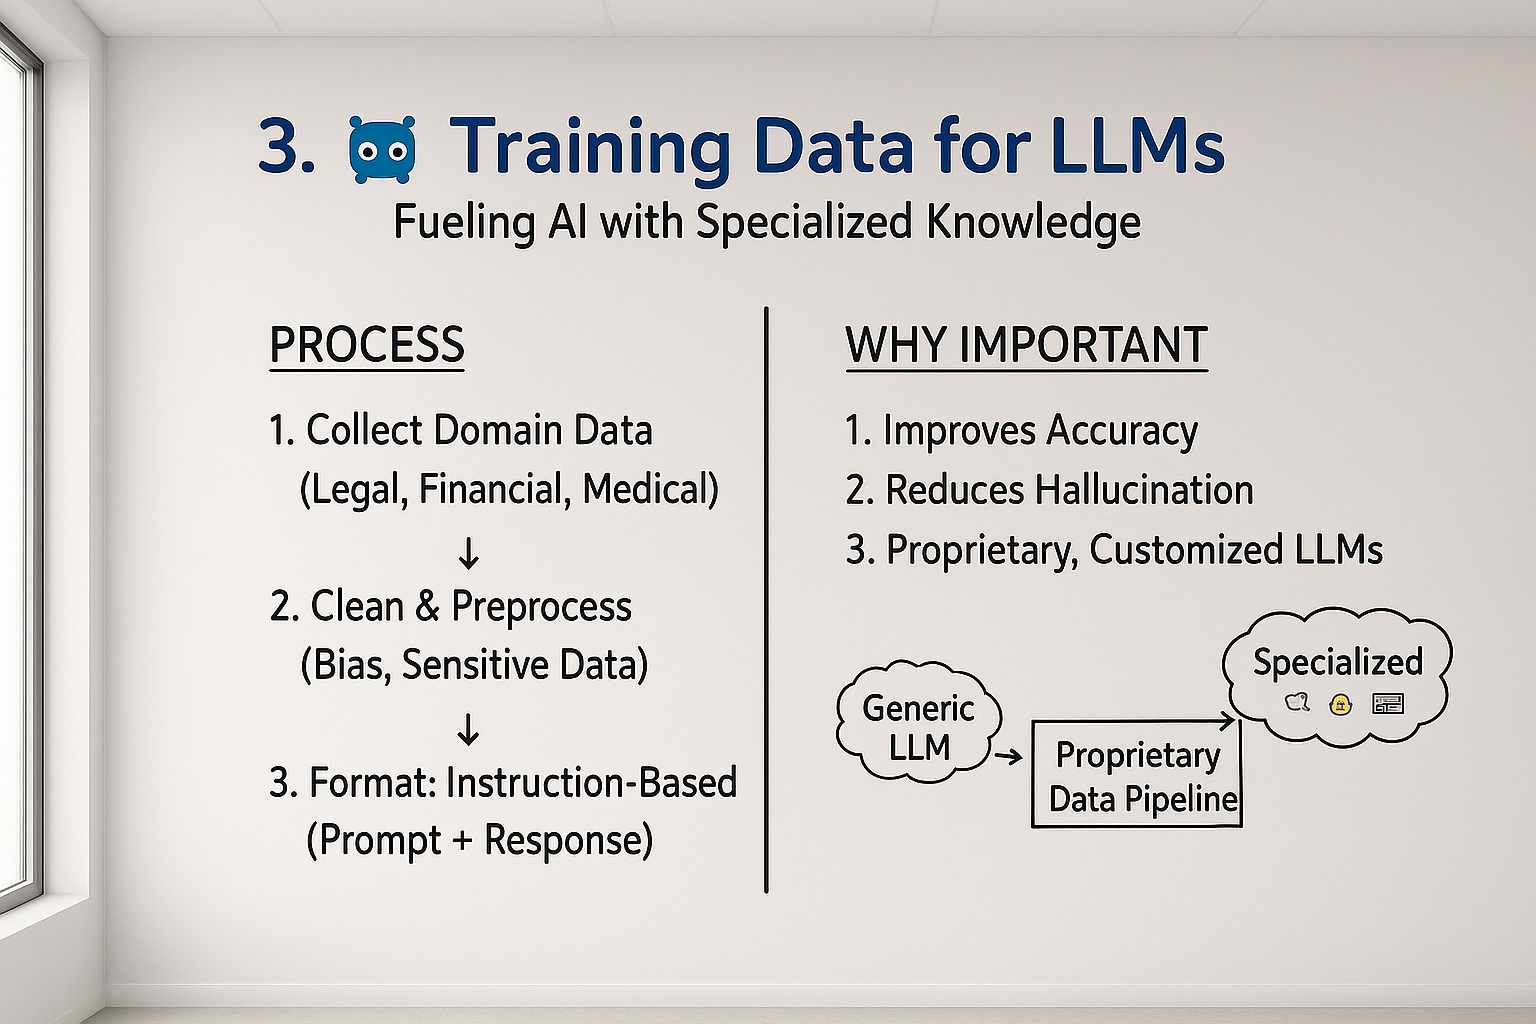 3. Training Data for LLMs
Fueling AI with Specialized Knowledge
PROCESS
1. Collect Domain Data
(Legal, Financial, Medical)
↓
2. Clean & Preprocess
(Bias, Sensitive Data)
↓
3. Format: Instruction-Based
(Prompt + Response)
WHY IMPORTANT
1. Improves Accuracy
2. Reduces Hallucination
3. Proprietary, Customized LLMs
Generic
LLM
Proprietary
Data Pipeline
Specialized